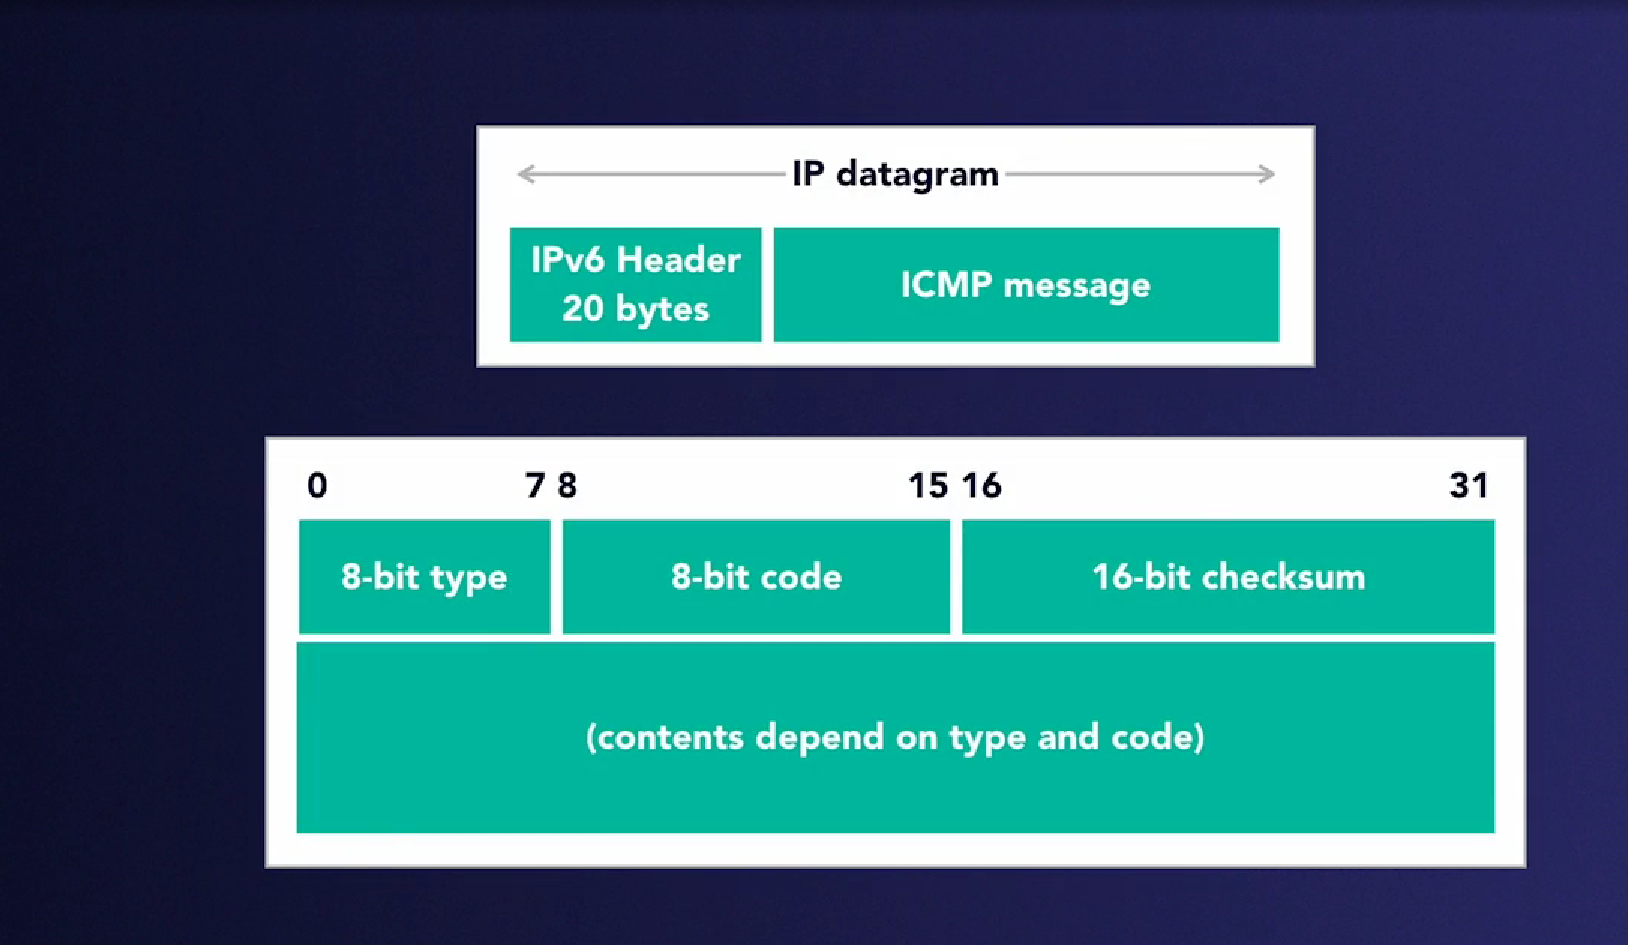 IP datagram
IPv6 Header
20 bytes
ICMP message
0 7 8 15 16 31
8-bit type 8-bit code 16-bit checksum
(contents depend on type and code)